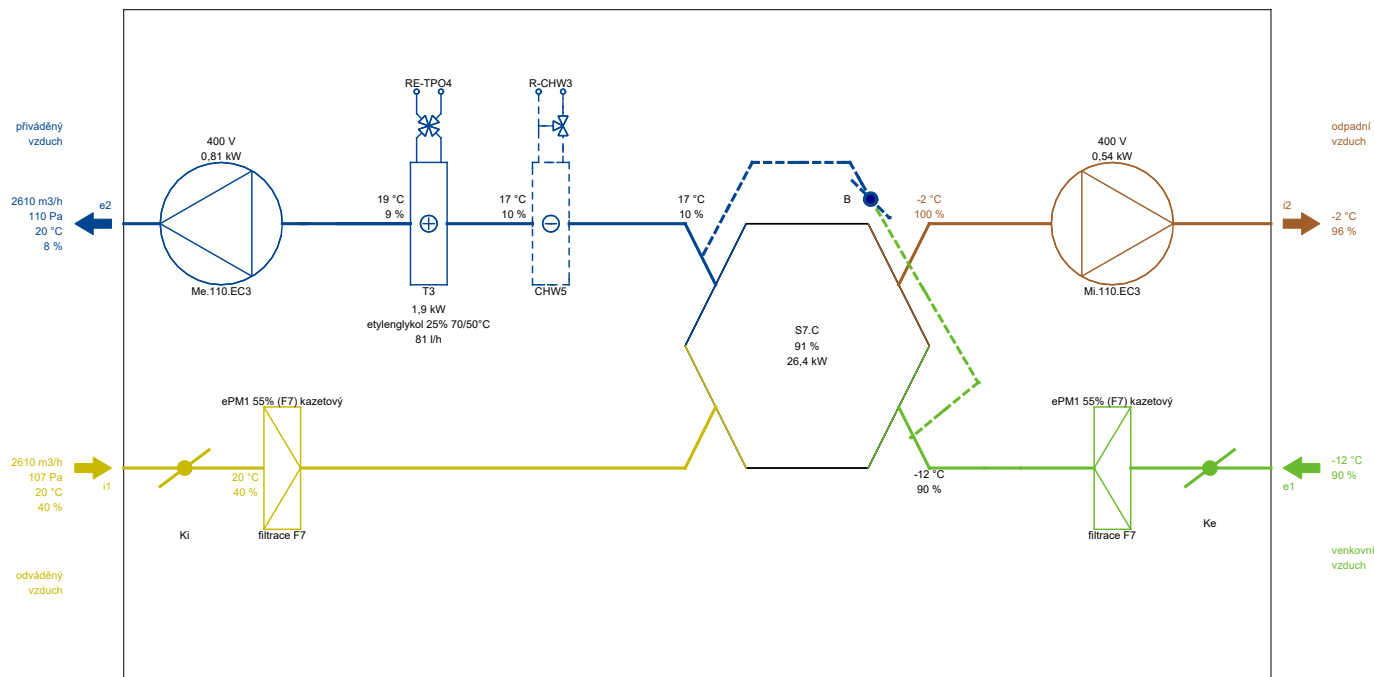 RE-TPO4
R-CHW3
přiváděný
vzduch
400 V
0,81 kW
400 V
0,54 kW
odpadní
vzduch
2610 m3/h
110 Pa
20 °C
8 %
e2
19 °C
9 %
17 °C
10 %
17 °C
10 %
B
-2 °C
100 %
i2
-2 °C
96 %
Me.110.EC3
T3
CHW5
Mi.110.EC3
1,9 kW
etylenglykol 25% 70/50°C
81 l/h
S7.C
91 %
26,4 kW
ePM1 55% (F7) kazetový
ePM1 55% (F7) kazetový
2610 m3/h
107 Pa
20 °C
40 %
i1
20 °C
40 %
-12 °C
90 %
-12 °C
90 %
e1
Ki
filtrace F7
filtrace F7
Ke
odváděný
vzduch
venkovní
vzduch